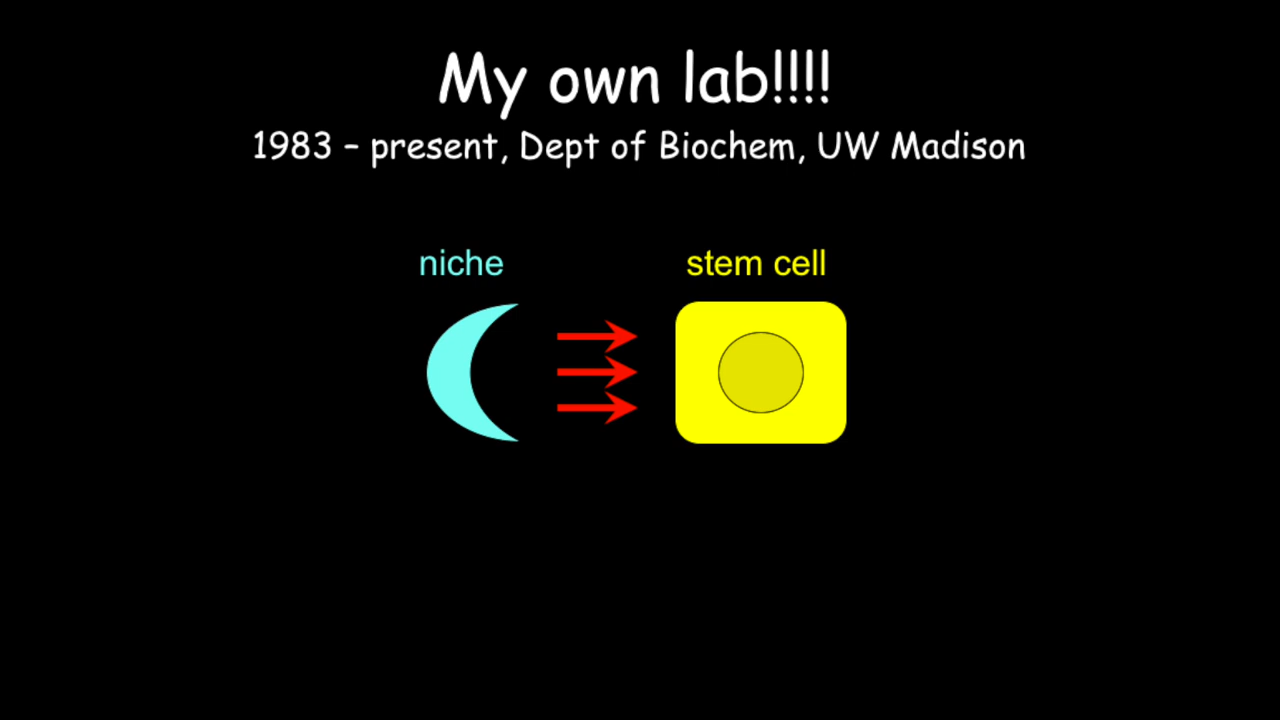 My own lab!!!!
1983 – present, Dept of Biochem, UW Madison
niche stem cell